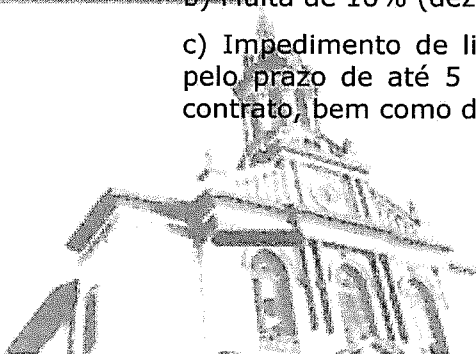 b) Multa de 10% (dez
c) Impedimento de li
pelo prazo de até 5
contrato, bem como d